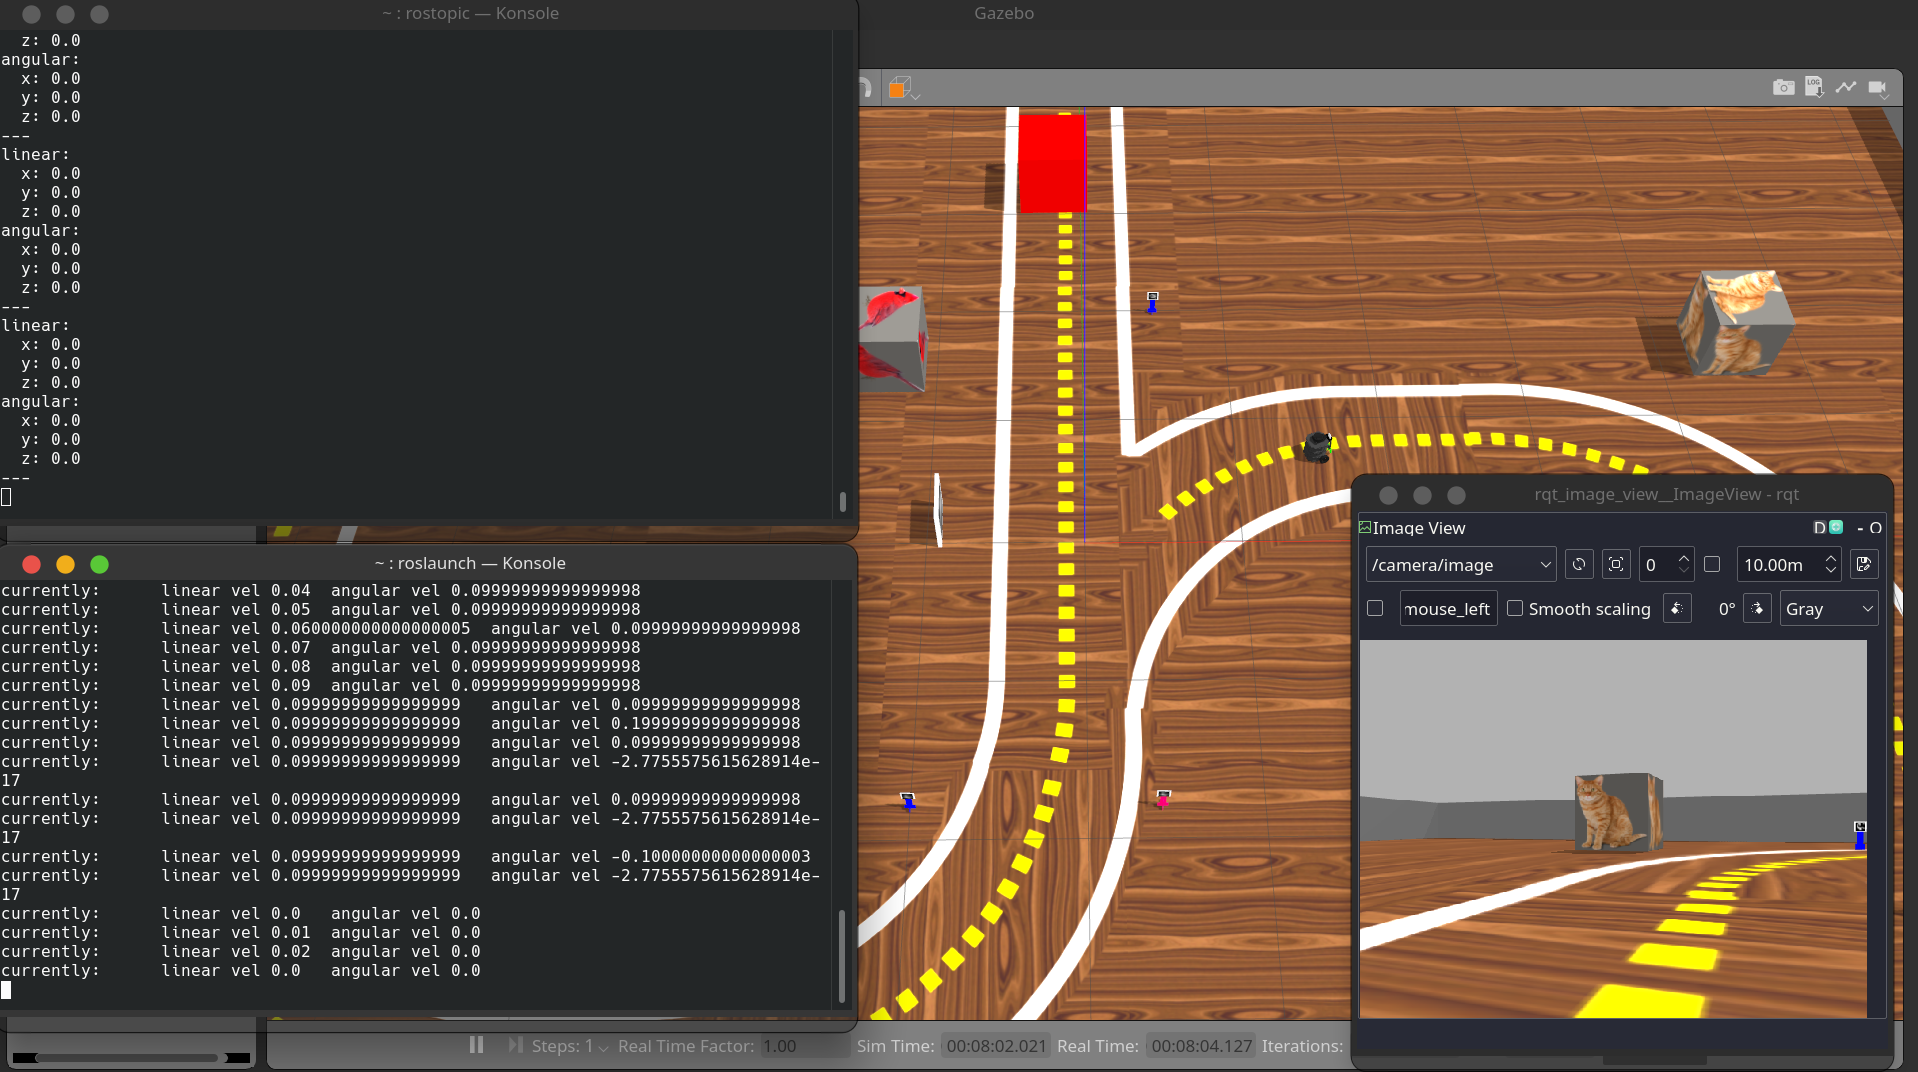 ~ : rostopic — Konsole
  z: 0.0
angular:
  x: 0.0
  y: 0.0
  z: 0.0
---
linear:
  x: 0.0
  y: 0.0
  z: 0.0
angular:
  x: 0.0
  y: 0.0
  z: 0.0
---
linear:
  x: 0.0
  y: 0.0
  z: 0.0
angular:
  x: 0.0
  y: 0.0
  z: 0.0
---
~ : roslaunch — Konsole
currently:	linear vel 0.04	 angular vel 0.09999999999999998
currently:	linear vel 0.05	 angular vel 0.09999999999999998
currently:	linear vel 0.060000000000000005	 angular vel 0.09999999999999998
currently:	linear vel 0.07	 angular vel 0.09999999999999998
currently:	linear vel 0.08	 angular vel 0.09999999999999998
currently:	linear vel 0.09	 angular vel 0.09999999999999998
currently:	linear vel 0.09999999999999999	 angular vel 0.09999999999999998
currently:	linear vel 0.09999999999999999	 angular vel 0.19999999999999998
currently:	linear vel 0.09999999999999999	 angular vel 0.09999999999999998
currently:	linear vel 0.09999999999999999	 angular vel -2.7755575615628914e-
17
currently:	linear vel 0.09999999999999999	 angular vel 0.09999999999999998
currently:	linear vel 0.09999999999999999	 angular vel -2.7755575615628914e-
17
currently:	linear vel 0.09999999999999999	 angular vel -0.10000000000000003
currently:	linear vel 0.09999999999999999	 angular vel -2.7755575615628914e-
17
currently:	linear vel 0.0	 angular vel 0.0
currently:	linear vel 0.01	 angular vel 0.0
currently:	linear vel 0.02	 angular vel 0.0
currently:	linear vel 0.0	 angular vel 0.0
Gazebo
LOG
Steps: 1 Real Time Factor: 1.00 Sim Time: 00:08:02.021 Real Time: 00:08:04.127 Iterations:
rqt_image_view__ImageView - rqt
Image View D - O
/camera/image 0 10.00m
mouse_left Smooth scaling 0° Gray